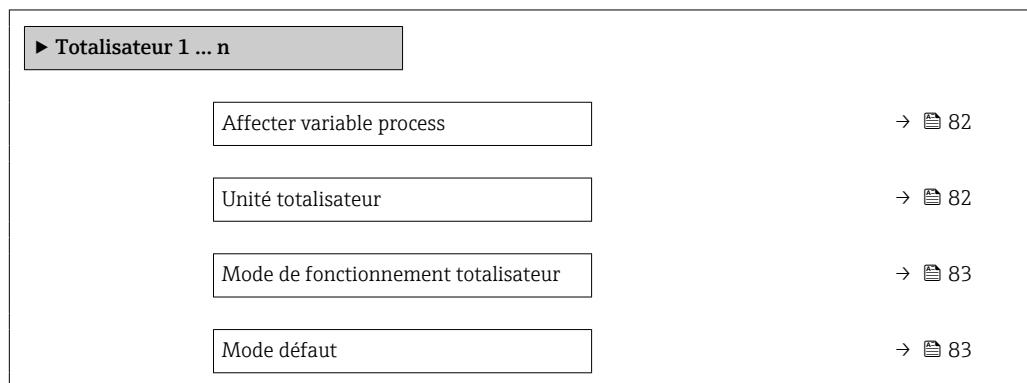 ▶ Totalisateur 1 ... n
Affecter variable process → 82
Unité totalisateur → 82
Mode de fonctionnement totalisateur → 83
Mode défaut → 83